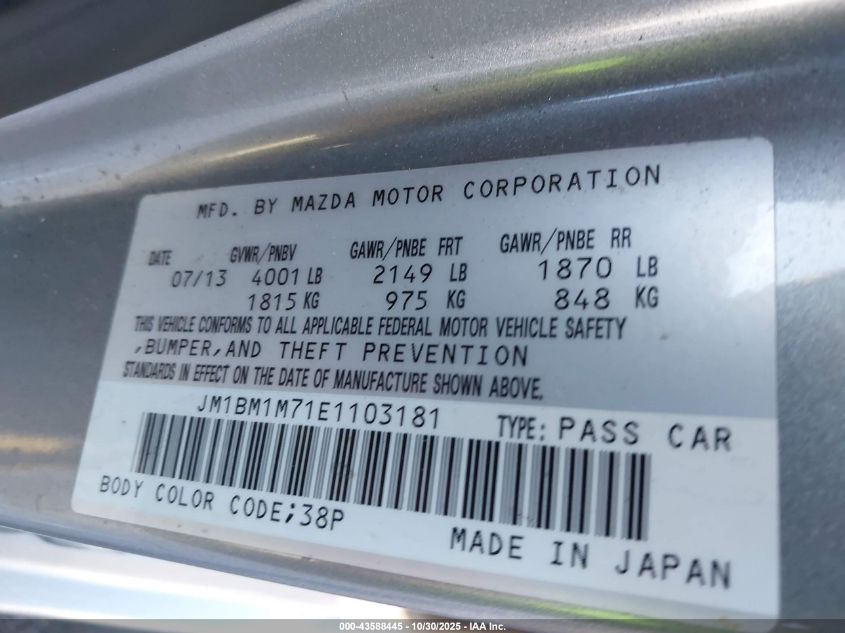 MFD. BY MAZDA MOTOR CORPORATION
DATE GVWR/PNBV GAWR/PNBE FRT GAWR/PNBE RR
07/13 4001 LB 2149 LB 1870 LB
1815 KG 975 KG 848 KG
THIS VEHICLE CONFORMS TO ALL APPLICABLE FEDERAL MOTOR VEHICLE SAFETY
,BUMPER,AND THEFT PREVENTION
STANDARDS IN EFFECT ON THE DATE OF MANUFACTURE SHOWN ABOVE.
JM1BM1M71E1103181 TYPE: PASS CAR
BODY COLOR CODE;38P
MADE IN JAPAN
000-43588445 - 10/30/2025 - IAA Inc.